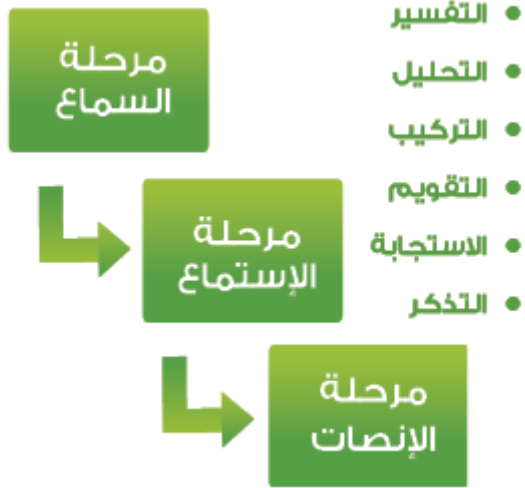 • التفسير
• التحليل
• التركيب
• التقويم
• الاستجابة
• التذكر
مرحلة
السماع
مرحلة
الإستماع
مرحلة
الإنصات